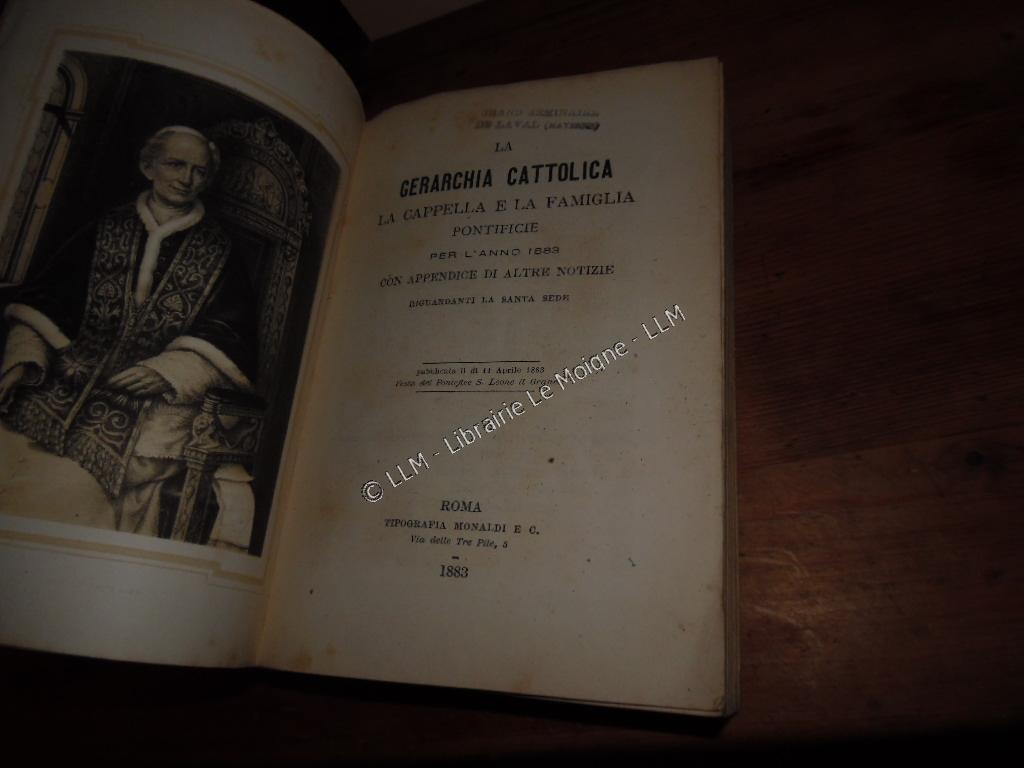 GRAND SEMINAIRE
DE LAVAL (MAYENNE)
LA
GERARCHIA CATTOLICA
LA CAPPELLA E LA FAMIGLIA
PONTIFICIE
PER L'ANNO 1883
CON APPENDICE DI ALTRE NOTIZIE
RIGUARDANTI LA SANTA SEDE
pubblicata il dì 11 Aprile 1883
Festa del Pontefice S. Leone il Grande
© LLM - Librairie Le Moigne - LLM
ROMA
TIPOGRAFIA MONALDI E C.
Via delle Tre Pile, 5
1883